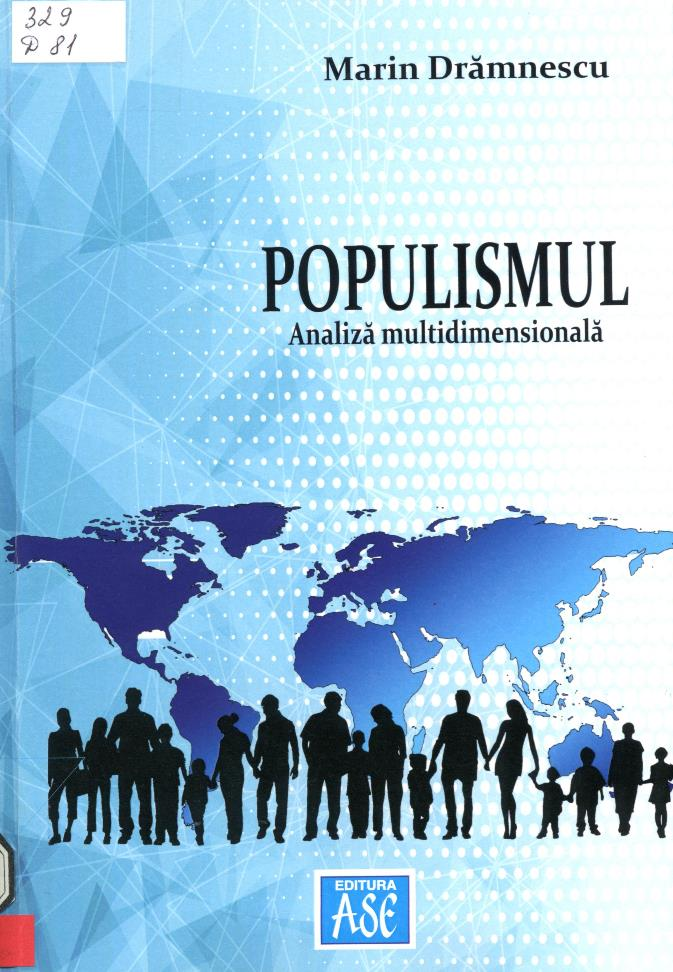 329
D 81
Marin Drămnescu
POPULISMUL
Analiză multidimensională
EDITURA
ASE